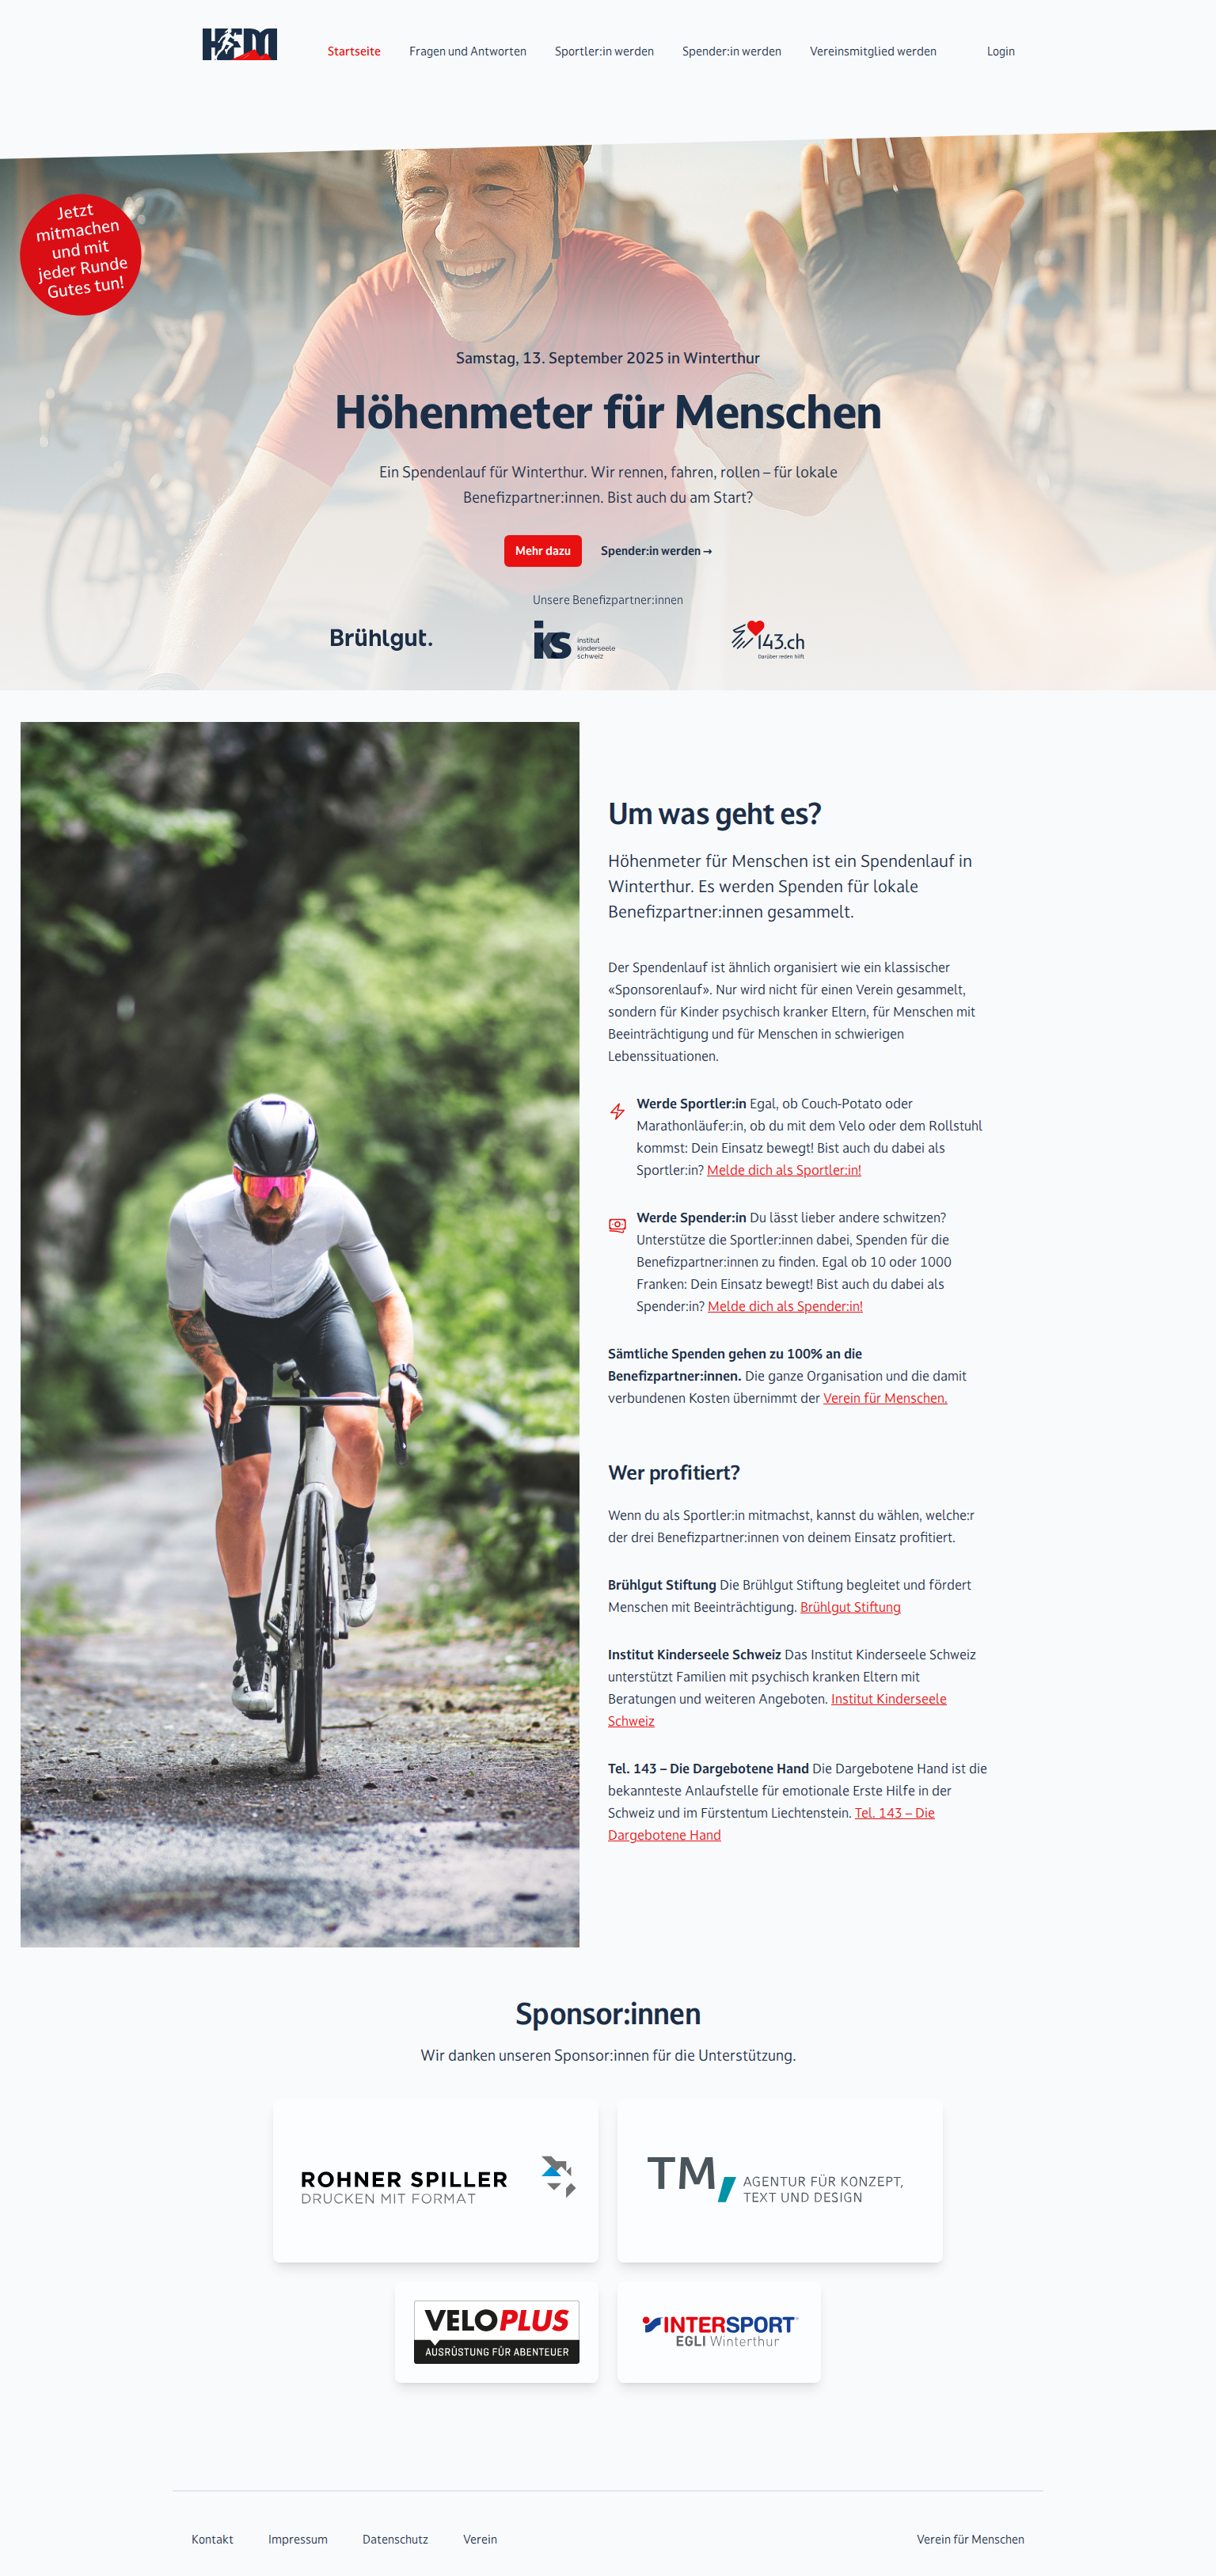 HFM
Startseite
Fragen und Antworten
Sportler:in werden
Spender:in werden
Vereinsmitglied werden
Login
Jetzt
mitmachen
und mit
jeder Runde
Gutes tun!
Samstag, 13. September 2025 in Winterthur
Höhenmeter für Menschen
Ein Spendenlauf für Winterthur. Wir rennen, fahren, rollen – für lokale
Benefizpartner:innen. Bist auch du am Start?
Mehr dazu
Spender:in werden →
Unsere Benefizpartner:innen
Brühlgut.
iks
institut
kinderseele
schweiz
143.ch
Darüber reden hilft
Um was geht es?
Höhenmeter für Menschen ist ein Spendenlauf in
Winterthur. Es werden Spenden für lokale
Benefizpartner:innen gesammelt.
Der Spendenlauf ist ähnlich organisiert wie ein klassischer
«Sponsorenlauf». Nur wird nicht für einen Verein gesammelt,
sondern für Kinder psychisch kranker Eltern, für Menschen mit
Beeinträchtigung und für Menschen in schwierigen
Lebenssituationen.
Werde Sportler:in Egal, ob Couch-Potato oder
Marathonläufer:in, ob du mit dem Velo oder dem Rollstuhl
kommst: Dein Einsatz bewegt! Bist auch du dabei als
Sportler:in? Melde dich als Sportler:in!
Werde Spender:in Du lässt lieber andere schwitzen?
Unterstütze die Sportler:innen dabei, Spenden für die
Benefizpartner:innen zu finden. Egal ob 10 oder 1000
Franken: Dein Einsatz bewegt! Bist auch du dabei als
Spender:in? Melde dich als Spender:in!
Sämtliche Spenden gehen zu 100% an die
Benefizpartner:innen. Die ganze Organisation und die damit
verbundenen Kosten übernimmt der Verein für Menschen.
Wer profitiert?
Wenn du als Sportler:in mitmachst, kannst du wählen, welche:r
der drei Benefizpartner:innen von deinem Einsatz profitiert.
Brühlgut Stiftung Die Brühlgut Stiftung begleitet und fördert
Menschen mit Beeinträchtigung. Brühlgut Stiftung
Institut Kinderseele Schweiz Das Institut Kinderseele Schweiz
unterstützt Familien mit psychisch kranken Eltern mit
Beratungen und weiteren Angeboten. Institut Kinderseele
Schweiz
Tel. 143 – Die Dargebotene Hand Die Dargebotene Hand ist die
bekannteste Anlaufstelle für emotionale Erste Hilfe in der
Schweiz und im Fürstentum Liechtenstein. Tel. 143 – Die
Dargebotene Hand
Sponsor:innen
Wir danken unseren Sponsor:innen für die Unterstützung.
ROHNER SPILLER
DRUCKEN MIT FORMAT
TM,
AGENTUR FÜR KONZEPT,
TEXT UND DESIGN
VELOPLUS
AUSRÜSTUNG FÜR ABENTEUER
INTERSPORT
EGLI Winterthur
Kontakt
Impressum
Datenschutz
Verein
Verein für Menschen